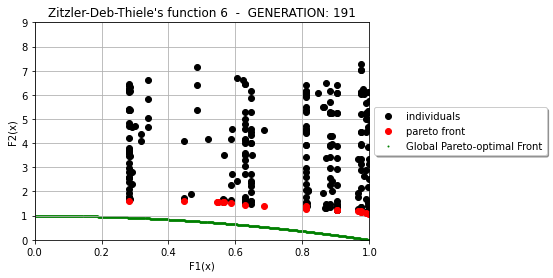 Zitzler-Deb-Thiele's function 6 - GENERATION: 191
9
8
7
6
5
4
3
2
1
0
F2(x)
0.0 0.2 0.4 0.6 0.8 1.0
F1(x)
individuals
pareto front
Global Pareto-optimal Front